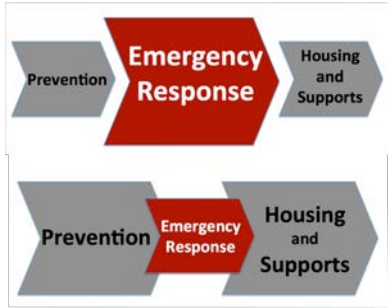 Prevention
Emergency
Response
Housing
and
Supports
Prevention
Emergency
Response
Housing
and
Supports